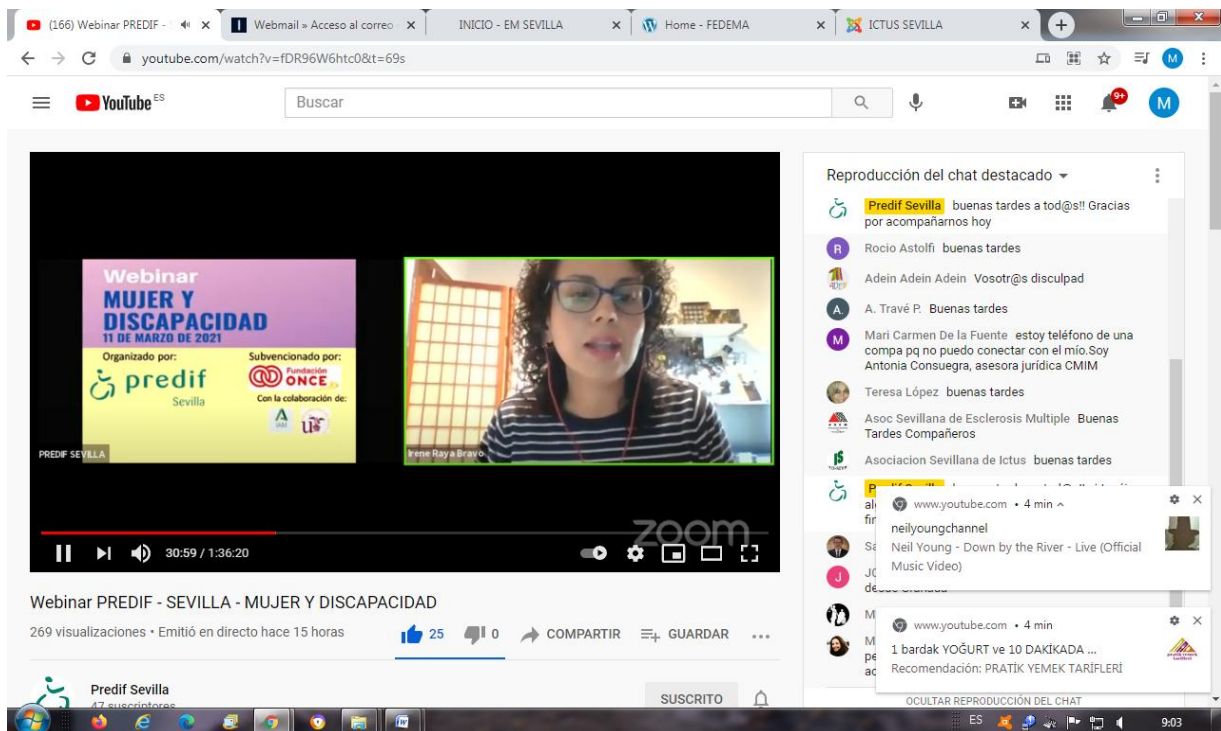 (166) Webinar PREDIF -
Webmail » Acceso al correo
INICIO - EM SEVILLA
Home - FEDEMA
ICTUS SEVILLA
youtube.com/watch?v=fDR96W6htc0&t=69s
M
YouTube ES
Buscar
9+
M
Webinar
MUJER Y
DISCAPACIDAD
11 DE MARZO DE 2021
Organizado por:
Subvencionado por:
predif
Sevilla
Fundación
ONCE
Con la colaboración de:
IAM
PREDIF SEVILLA
Irene Raya Bravo
zoom
30:59 / 1:36:20
Webinar PREDIF - SEVILLA - MUJER Y DISCAPACIDAD
269 visualizaciones • Emitió en directo hace 15 horas
25
0
COMPARTIR
GUARDAR
Predif Sevilla
47 suscriptores
SUSCRITO
Reproducción del chat destacado
Predif Sevilla buenas tardes a tod@s!! Gracias
por acompañarnos hoy
R
Rocio Astolfi buenas tardes
Adein Adein Adein Vosotr@s disculpad
A.
A. Travé P. Buenas tardes
M
Mari Carmen De la Fuente estoy teléfono de una
compa pq no puedo conectar con el mío.Soy
Antonia Consuegra, asesora jurídica CMIM
Teresa López buenas tardes
Asoc Sevillana de Esclerosis Multiple Buenas
Tardes Compañeros
Asociacion Sevillana de Ictus buenas tardes
J
www.youtube.com • 4 min
neilyoungchannel
Neil Young - Down by the River - Live (Official
Music Video)
www.youtube.com • 4 min
1 bardak YOĞURT ve 10 DAKİKADA ...
Recomendación: PRATİK YEMEK TARİFLERİ
OCULTAR REPRODUCCIÓN DEL CHAT
ES
9:03